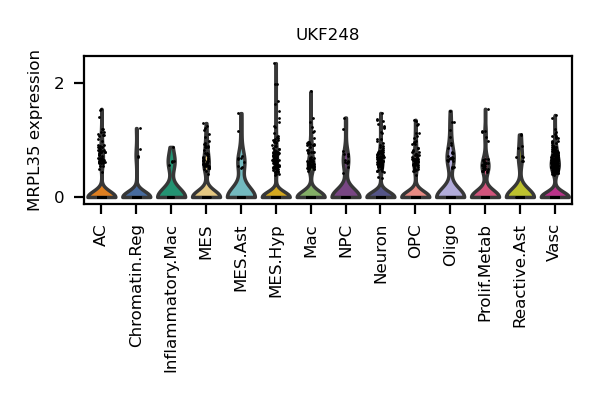 UKF248
MRPL35 expression
2
0
AC
Chromatin.Reg
Inflammatory.Mac
MES
MES.Ast
MES.Hyp
Mac
NPC
Neuron
OPC
Oligo
Prolif.Metab
Reactive.Ast
Vasc